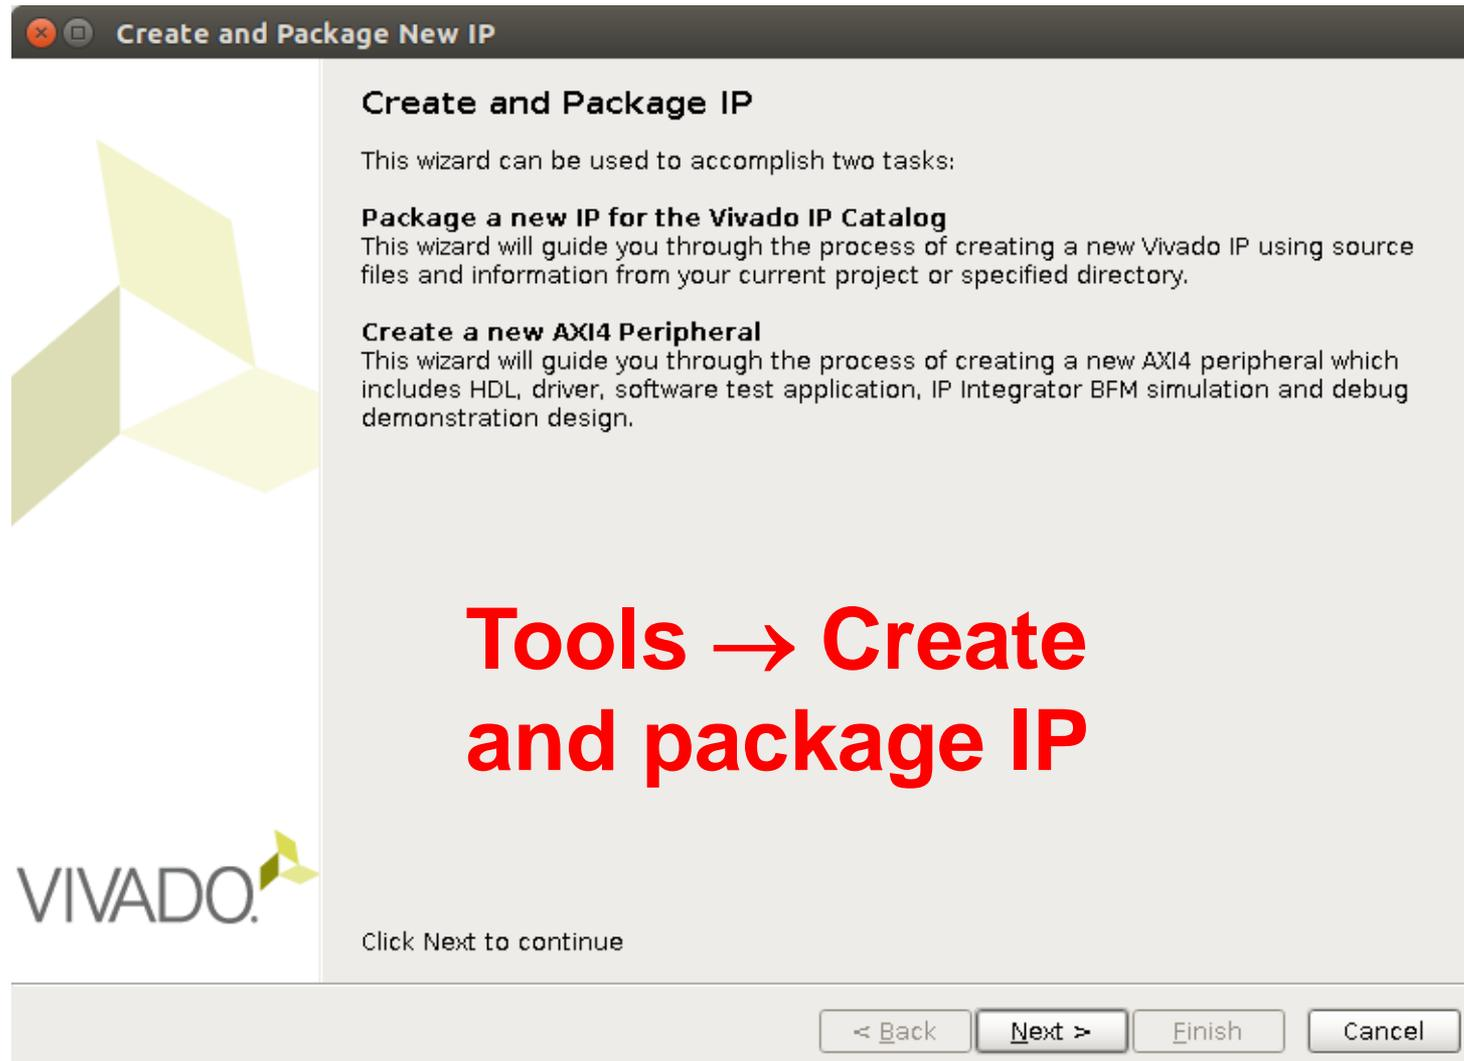 Create and Package New IP
Create and Package IP
This wizard can be used to accomplish two tasks:
Package a new IP for the Vivado IP Catalog
This wizard will guide you through the process of creating a new Vivado IP using source
files and information from your current project or specified directory.
Create a new AXI4 Peripheral
This wizard will guide you through the process of creating a new AXI4 peripheral which
includes HDL, driver, software test application, IP Integrator BFM simulation and debug
demonstration design.
Tools → Create
and package IP
VIVADO.
Click Next to continue
< Back Next > Finish Cancel